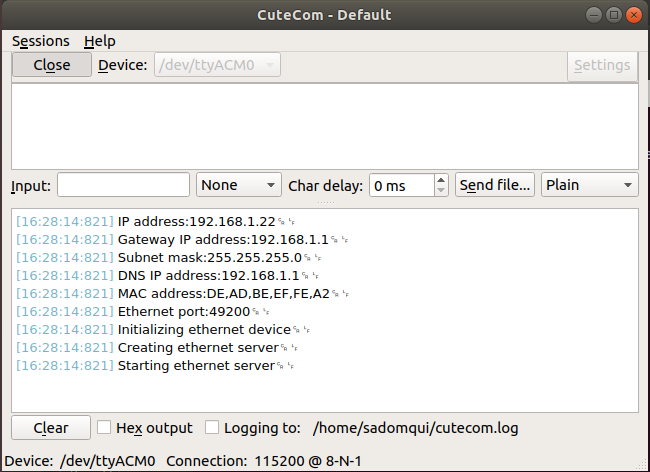 CuteCom - Default
Sessions Help
Close Device: /dev/ttyACM0 Settings
Input: None Char delay: 0 ms Send file... Plain
[16:28:14:821] IP address:192.168.1.22␍␊
[16:28:14:821] Gateway IP address:192.168.1.1␍␊
[16:28:14:821] Subnet mask:255.255.255.0␍␊
[16:28:14:821] DNS IP address:192.168.1.1␍␊
[16:28:14:821] MAC address:DE,AD,BE,EF,FE,A2␍␊
[16:28:14:821] Ethernet port:49200␍␊
[16:28:14:821] Initializing ethernet device␍␊
[16:28:14:821] Creating ethernet server␍␊
[16:28:14:821] Starting ethernet server␍␊
Clear Hex output Logging to: /home/sadomqui/cutecom.log
Device: /dev/ttyACM0 Connection: 115200 @ 8-N-1